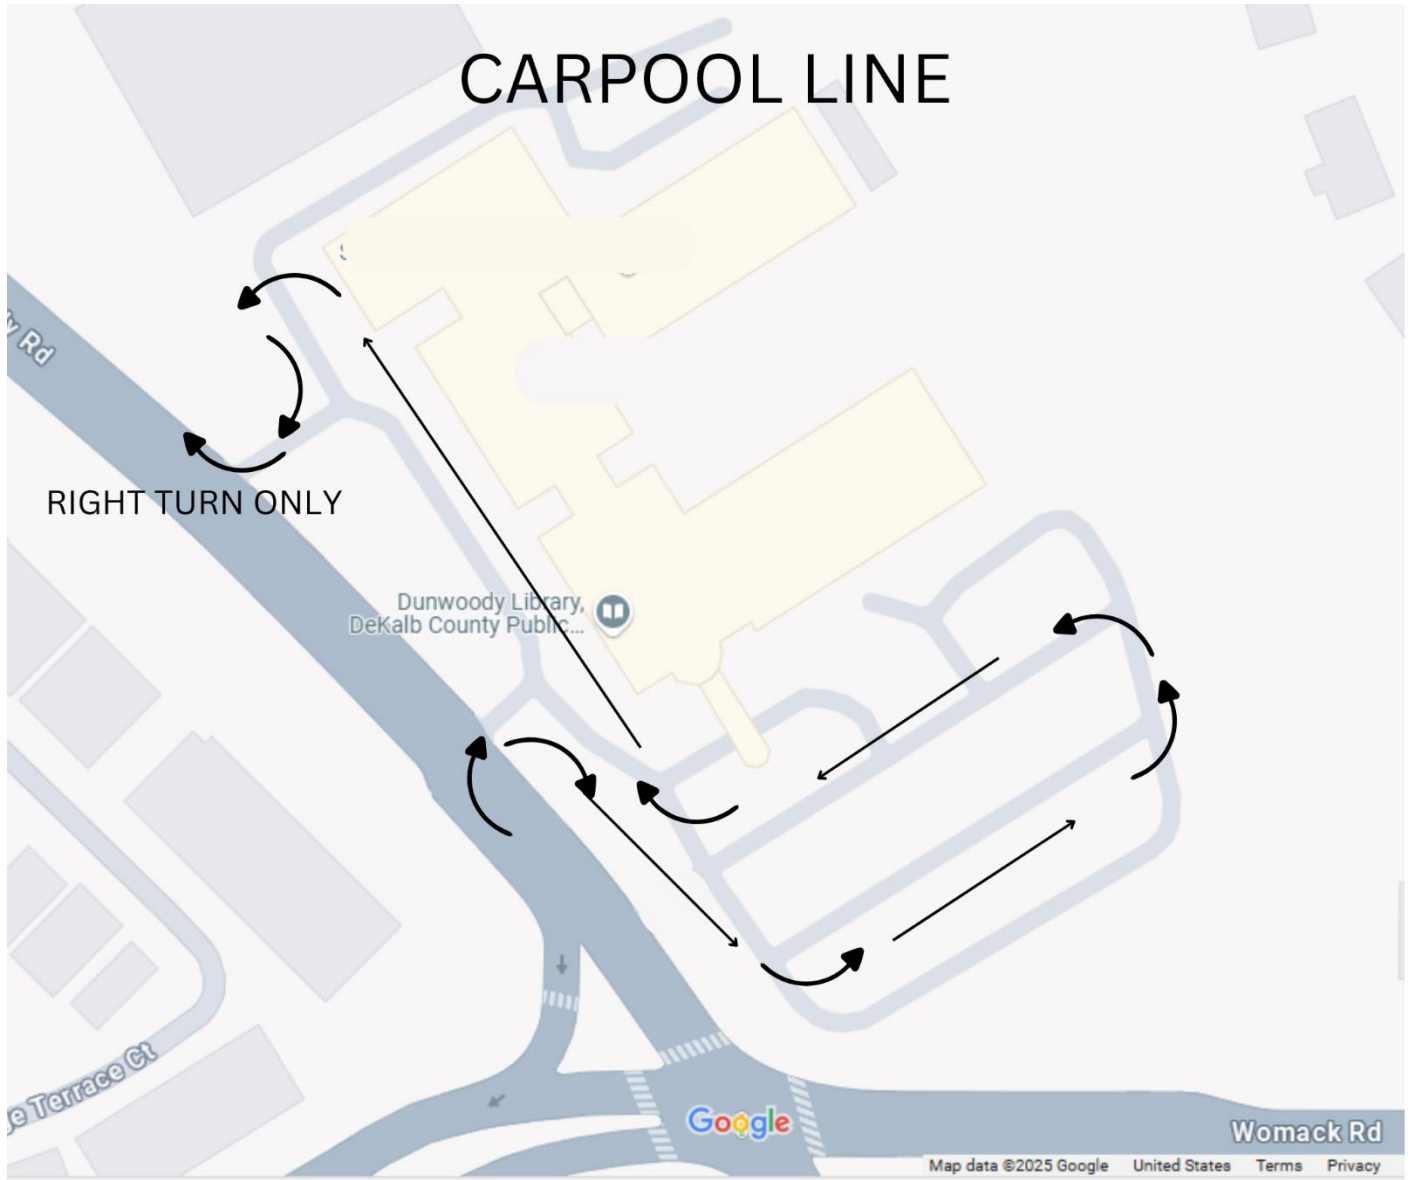 CARPOOL LINE
Rd
RIGHT TURN ONLY
Dunwoody Library,
DeKalb County Public...
Terrace Ct
Google
Womack Rd
Map data ©2025 Google United States Terms Privacy